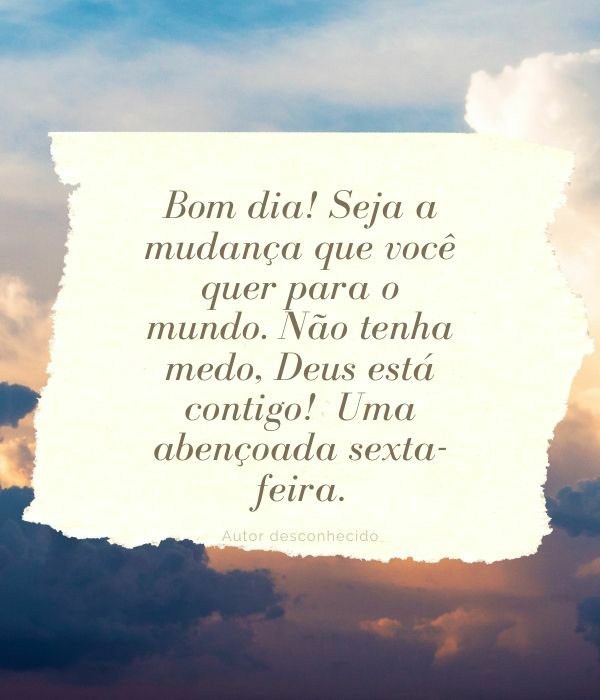 Bom dia! Seja a
mudança que você
quer para o
mundo. Não tenha
medo, Deus está
contigo! Uma
abençoada sexta-
feira.
Autor desconhecido